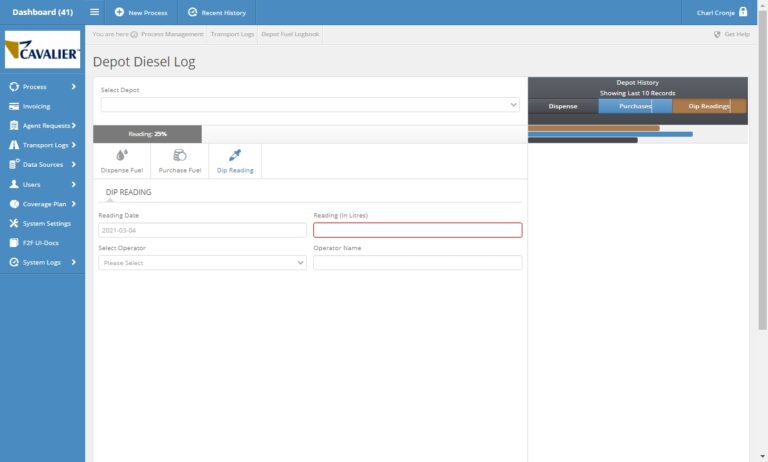 Dashboard (41)
New Process
Recent History
Charl Cronje
CAVALIER
You are here
Process Management
Transport Logs
Depot Fuel Logbook
Get Help
Process
Invoicing
Agent Requests
Transport Logs
Data Sources
Users
Coverage Plan
System Settings
F2F UI-Docs
System Logs
Depot Diesel Log
Select Depot
Reading: 25%
Dispense Fuel
Purchase Fuel
Dip Reading
DIP READING
Reading Date
Reading (In Litres)
2021-03-04
Select Operator
Operator Name
Please Select
Depot History
Showing Last 10 Records
Dispense
Purchases
Dip Readings